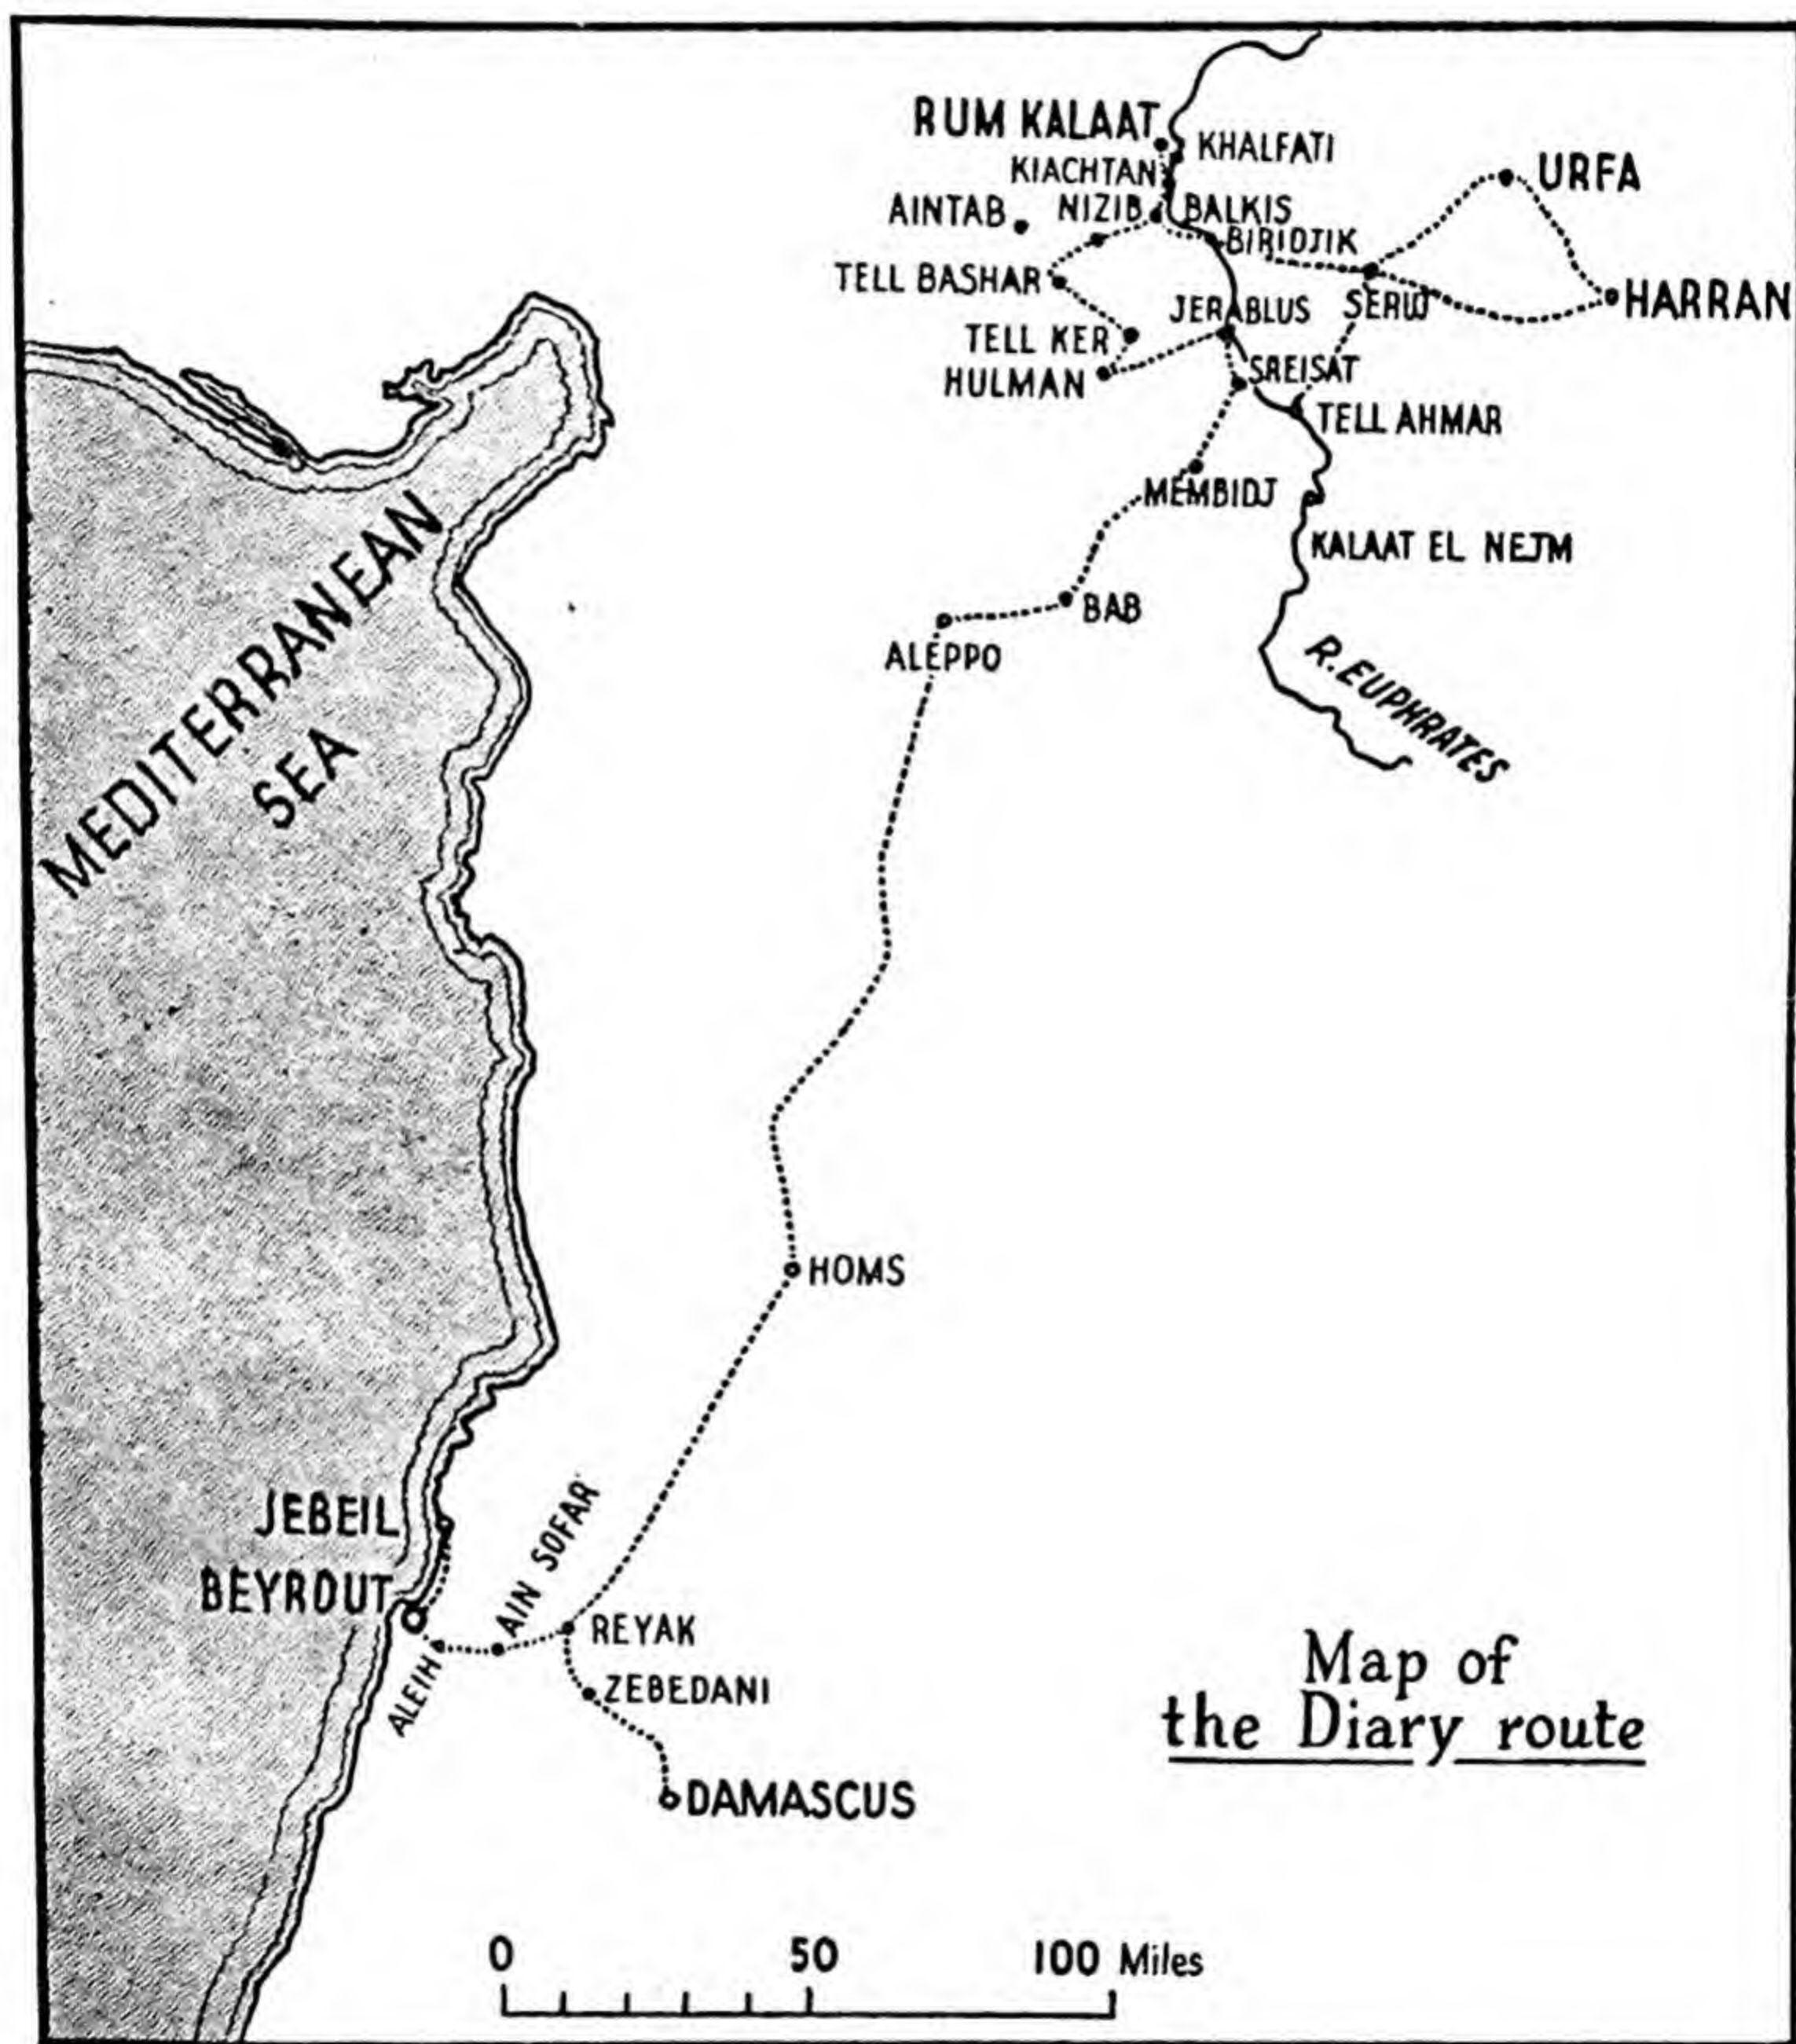 RUM KALAAT
KHALFATI
KIACHTAN
URFA
AINTAB
NIZIB
BALKIS
BIRIDJIK
TELL BASHAR
HARRAN
JERABLUS
SERUJ
TELL KER
HULMAN
SREISAT
TELL AHMAR
MEMBIDJ
KALAAT EL NEJM
BAB
ALEPPO
R. EUPHRATES
MEDITERRANEAN
SEA
HOMS
JEBEIL
BEYROUT
AIN SOFAR
REYAK
ALEIH
ZEBEDANI
DAMASCUS
Map of
the Diary route
0 50 100 Miles